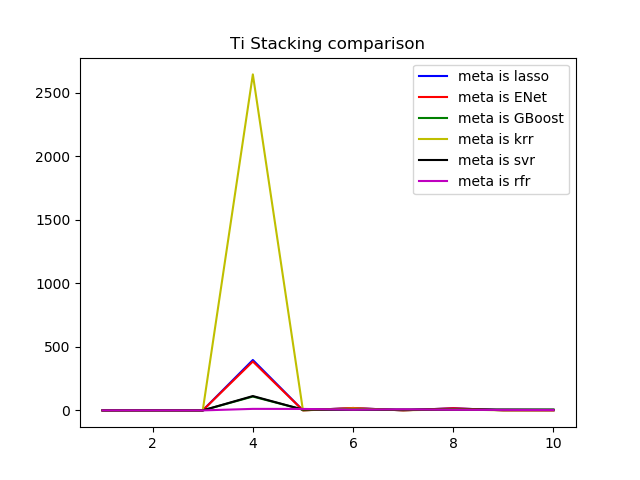 Ti Stacking comparison
meta is lasso
meta is ENet
meta is GBoost
meta is krr
meta is svr
meta is rfr
2500
2000
1500
1000
500
0
2 4 6 8 10